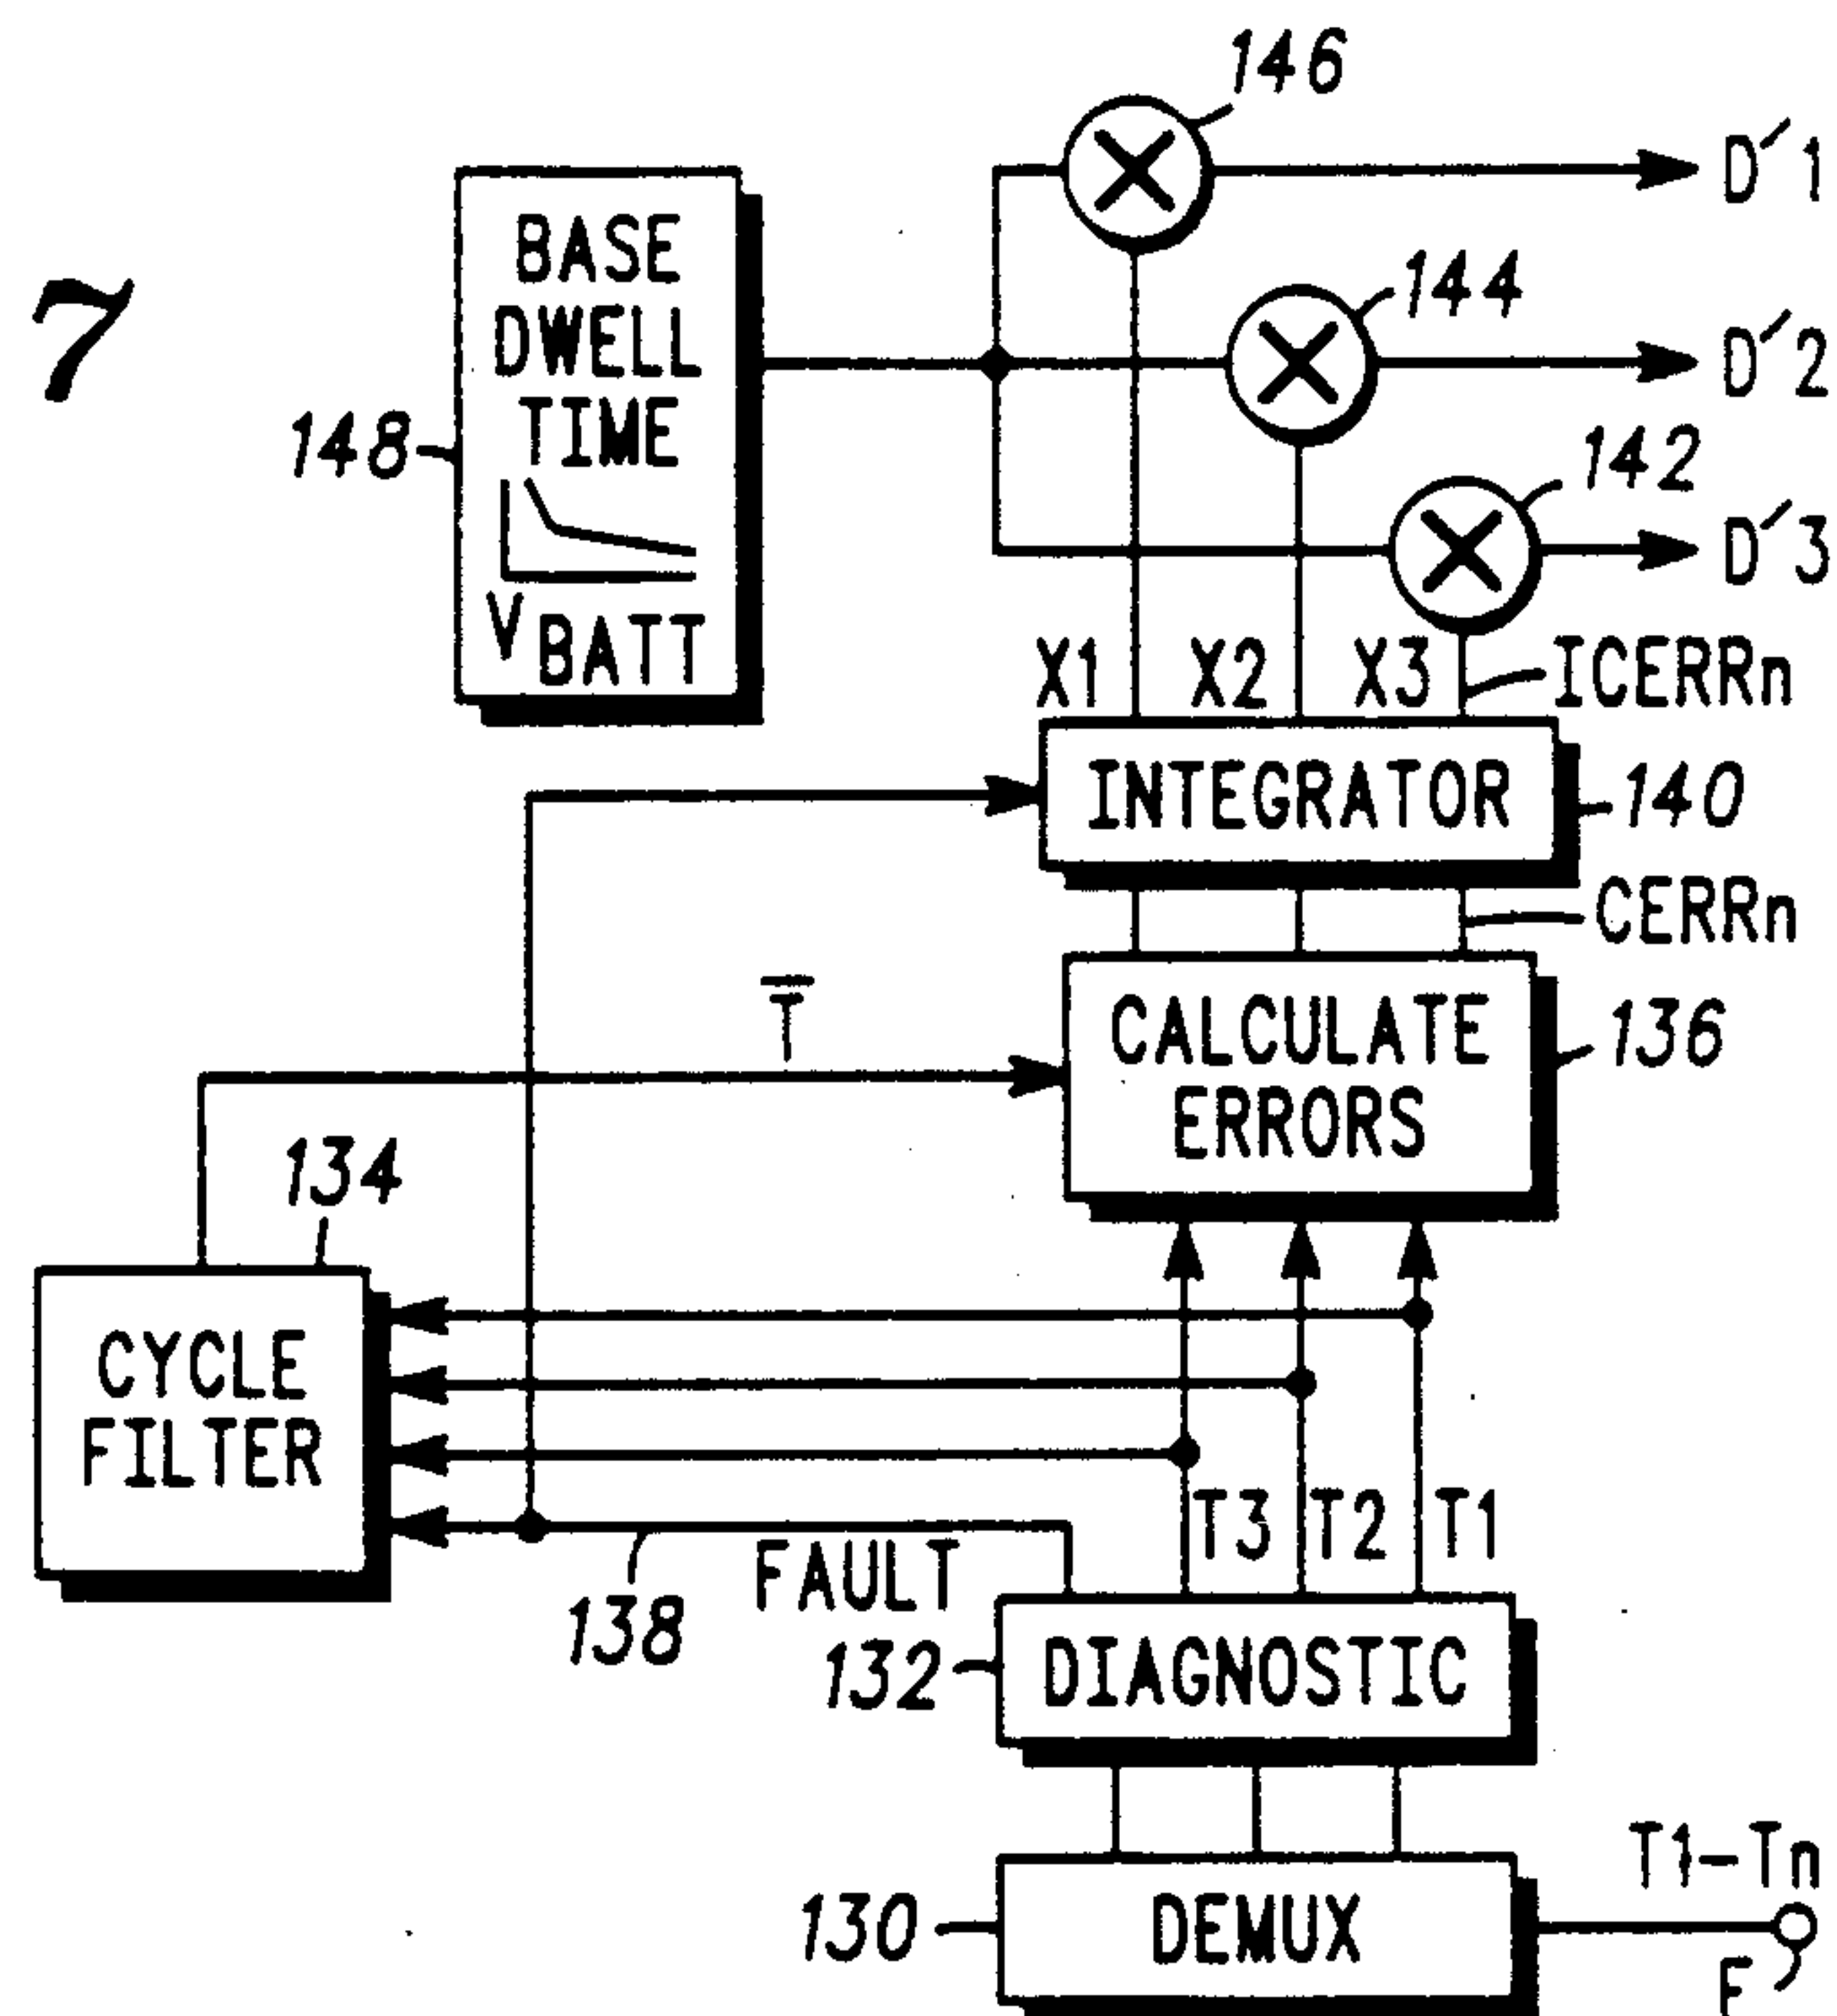 7
146
D′1
BASE
DWELL
TIME
VBATT
148
144
D′2
142
D′3
X1 X2 X3 ICERRn
INTEGRATOR
140
CERRn
T̅
CALCULATE
ERRORS
136
134
CYCLE
FILTER
T3 T2 T1
FAULT
138
132
DIAGNOSTIC
T1-Tn
130
DEMUX